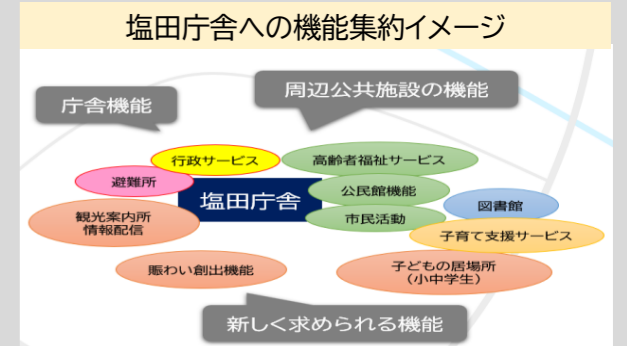 塩田庁舎への機能集約イメージ
周辺公共施設の機能
庁舎機能
行政サービス
高齢者福祉サービス
避難所
公民館機能
塩田庁舎
図書館
観光案内所
情報配信
市民活動
子育て支援サービス
賑わい創出機能
子どもの居場所
(小中学生)
新しく求められる機能